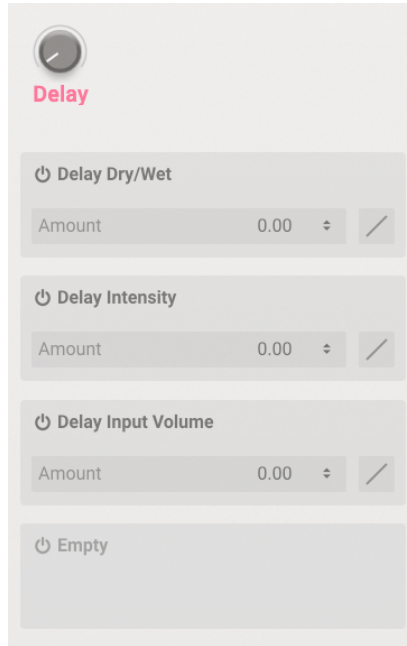 Delay
Delay Dry/Wet
Amount 0.00
Delay Intensity
Amount 0.00
Delay Input Volume
Amount 0.00
Empty